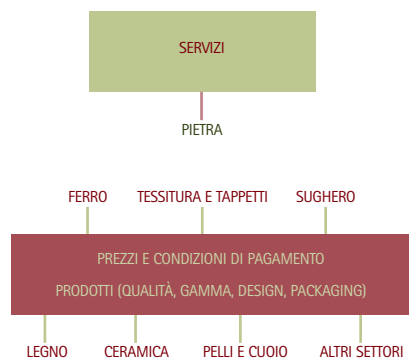 SERVIZI
PIETRA
FERRO TESSITURA E TAPPETI SUGHERO
PREZZI E CONDIZIONI DI PAGAMENTO
PRODOTTI (QUALITÀ, GAMMA, DESIGN, PACKAGING)
LEGNO CERAMICA PELLI E CUOIO ALTRI SETTORI